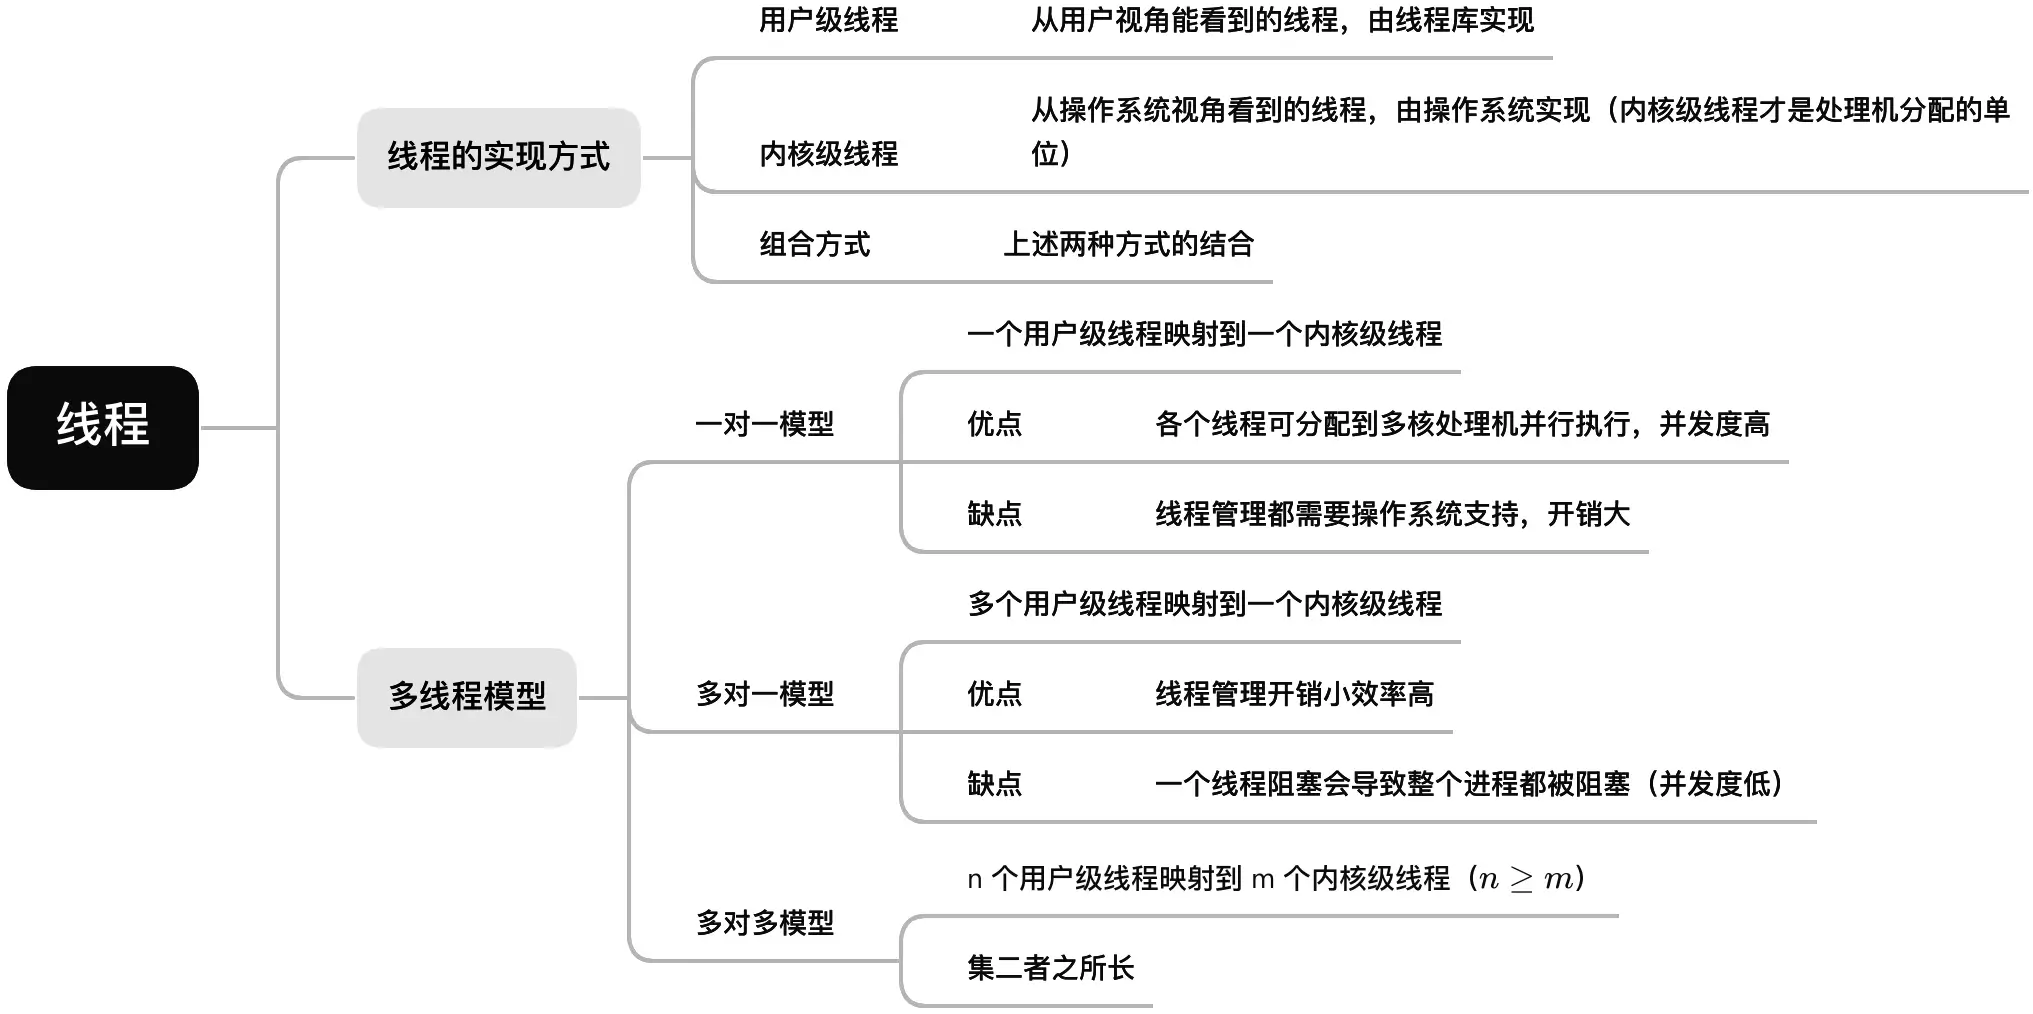 线程
线程的实现方式
用户级线程
从用户视角能看到的线程，由线程库实现
内核级线程
从操作系统视角看到的线程，由操作系统实现（内核级线程才是处理机分配的单
位）
组合方式
上述两种方式的结合
多线程模型
一对一模型
一个用户级线程映射到一个内核级线程
优点
各个线程可分配到多核处理机并行执行，并发度高
缺点
线程管理都需要操作系统支持，开销大
多对一模型
多个用户级线程映射到一个内核级线程
优点
线程管理开销小效率高
缺点
一个线程阻塞会导致整个进程都被阻塞（并发度低）
多对多模型
n 个用户级线程映射到 m 个内核级线程（n ≥ m）
集二者之所长